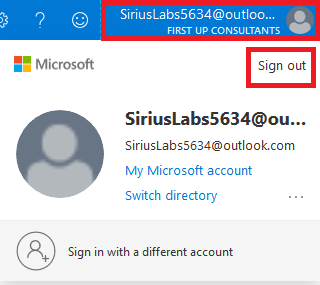 SiriusLabs5634@outlook...
FIRST UP CONSULTANTS
Microsoft
Sign out
SiriusLabs5634@ou...
SiriusLabs5634@outlook.com
My Microsoft account
Switch directory
...
Sign in with a different account